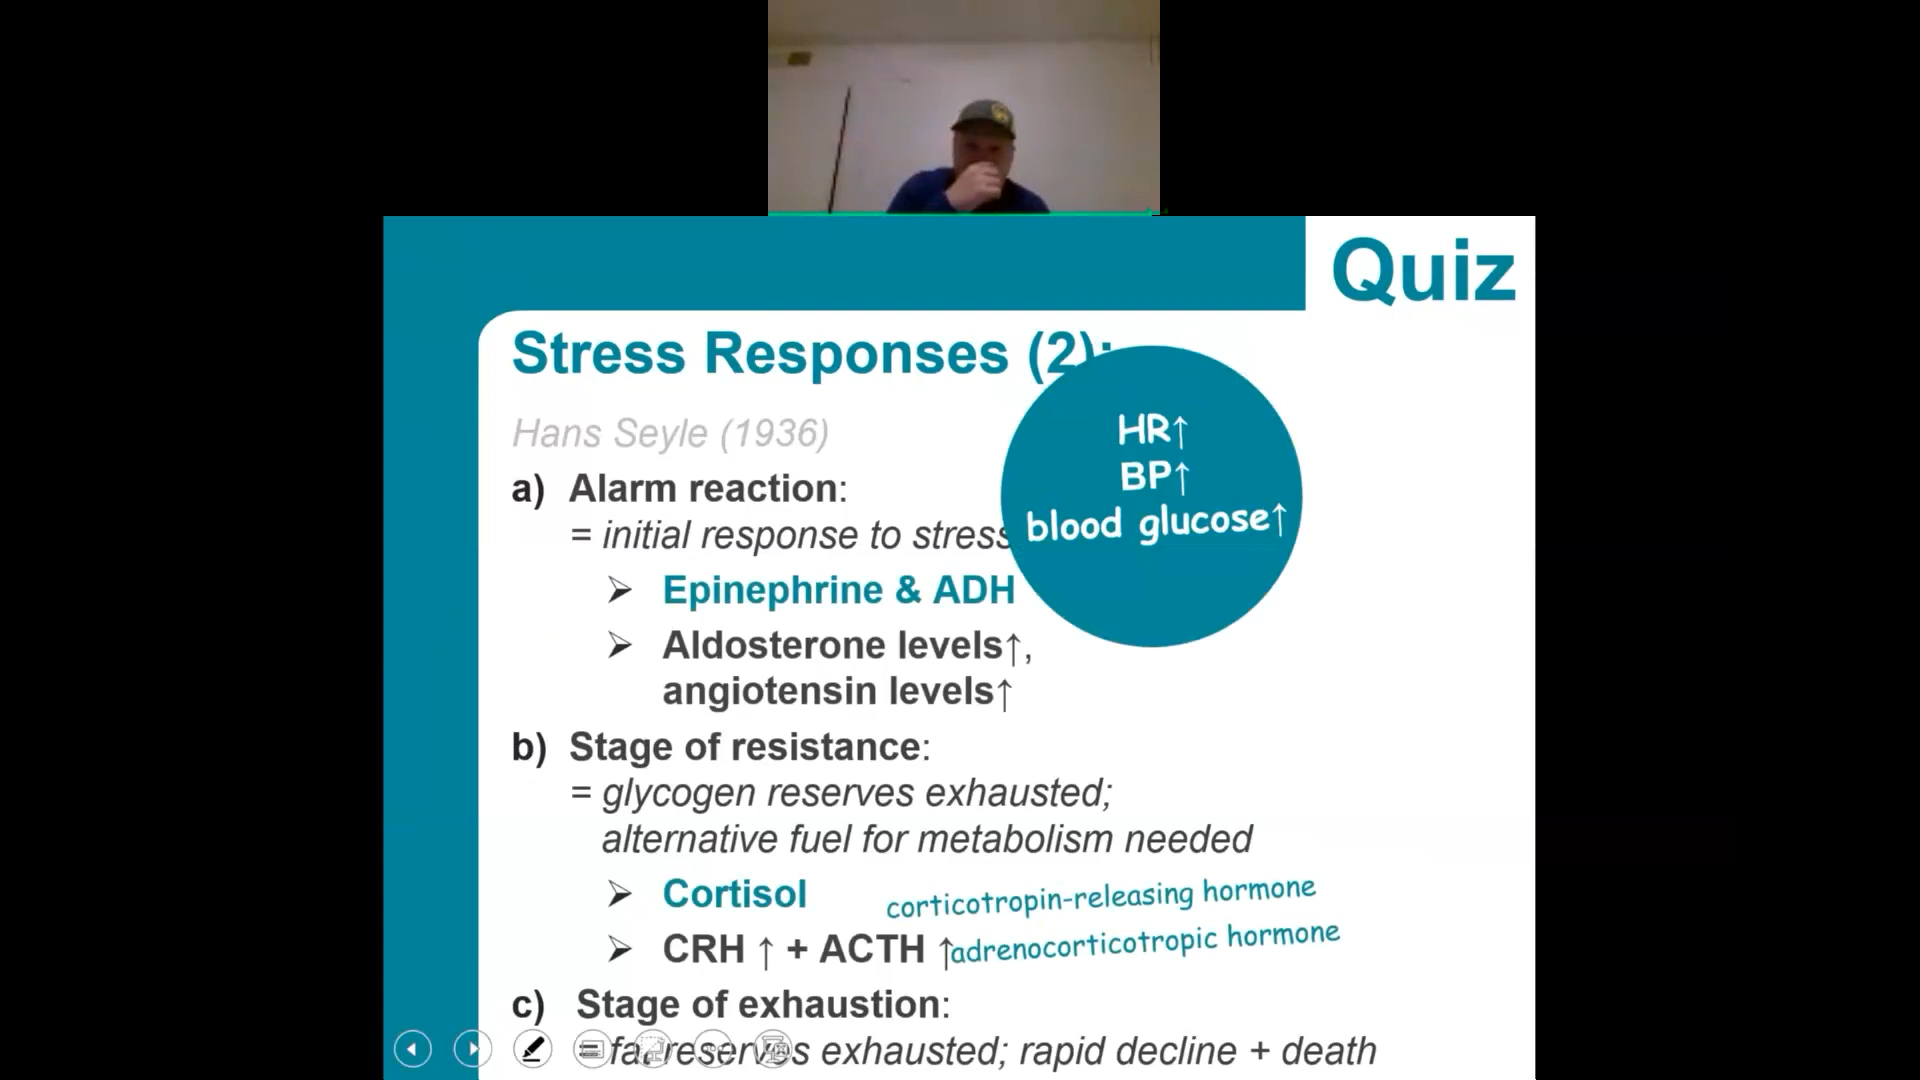 Quiz
Stress Responses (2):
Hans Seyle (1936)
HR↑
BP↑
blood glucose↑
a) Alarm reaction:
= initial response to stress
➢ Epinephrine & ADH
➢ Aldosterone levels↑,
angiotensin levels↑
b) Stage of resistance:
= glycogen reserves exhausted;
alternative fuel for metabolism needed
➢ Cortisol
corticotropin-releasing hormone
➢ CRH ↑ + ACTH ↑
adrenocorticotropic hormone
c) Stage of exhaustion:
fat reserves exhausted; rapid decline + death